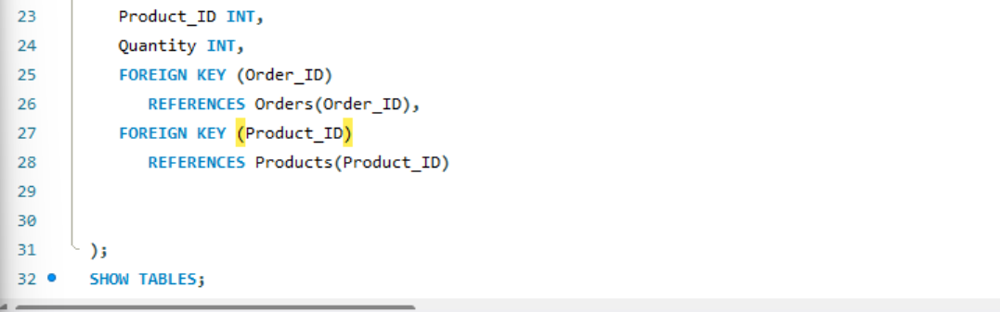 23 Product_ID INT,
24 Quantity INT,
25 FOREIGN KEY (Order_ID)
26 REFERENCES Orders(Order_ID),
27 FOREIGN KEY (Product_ID)
28 REFERENCES Products(Product_ID)
29
30
31 );
32 SHOW TABLES;